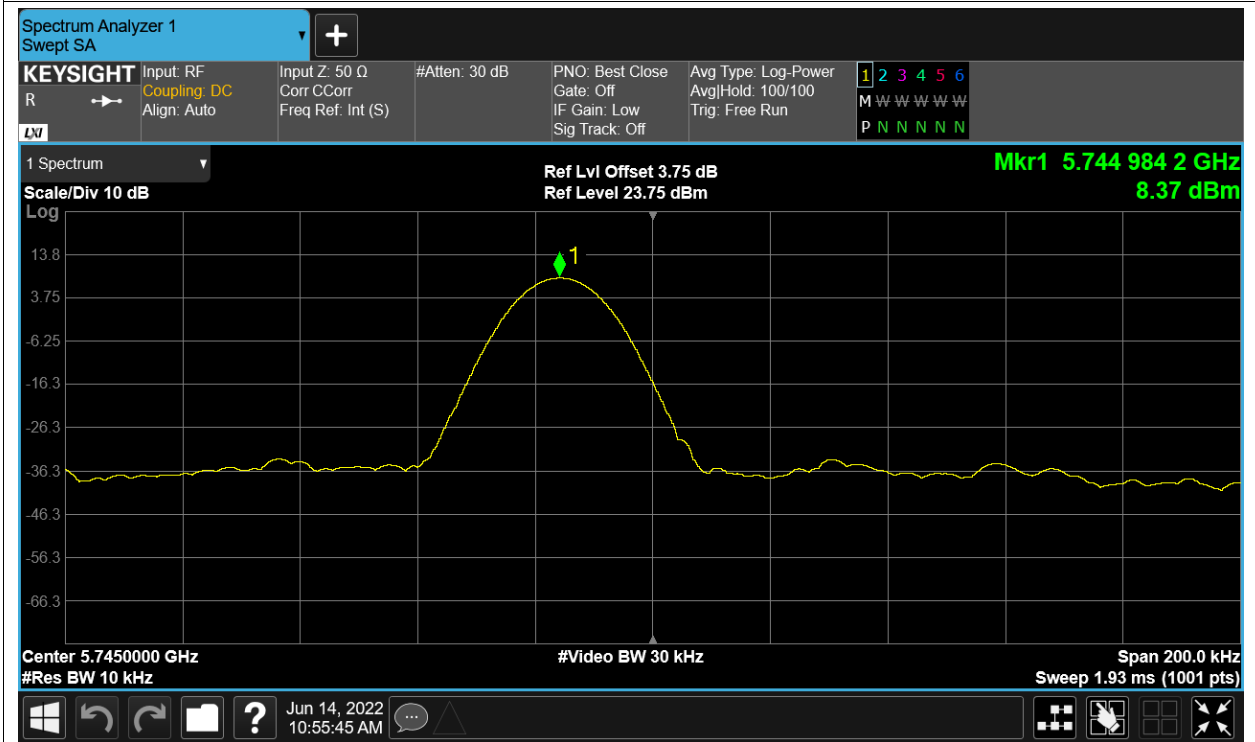 Spectrum Analyzer 1
Swept SA
KEYSIGHT
R
LXI
Input: RF
Coupling: DC
Align: Auto
Input Z: 50 Ω
Corr CCorr
Freq Ref: Int (S)
#Atten: 30 dB
PNO: Best Close
Gate: Off
IF Gain: Low
Sig Track: Off
Avg Type: Log-Power
Avg|Hold: 100/100
Trig: Free Run
1 2 3 4 5 6
M W W W W W
P N N N N N
1 Spectrum
Scale/Div 10 dB
Ref Lvl Offset 3.75 dB
Ref Level 23.75 dBm
Mkr1 5.744 984 2 GHz
8.37 dBm
Log
1
13.8
3.75
-6.25
-16.3
-26.3
-36.3
-46.3
-56.3
-66.3
Center 5.7450000 GHz
#Video BW 30 kHz
Span 200.0 kHz
#Res BW 10 kHz
Sweep 1.93 ms (1001 pts)
?
Jun 14, 2022
10:55:45 AM